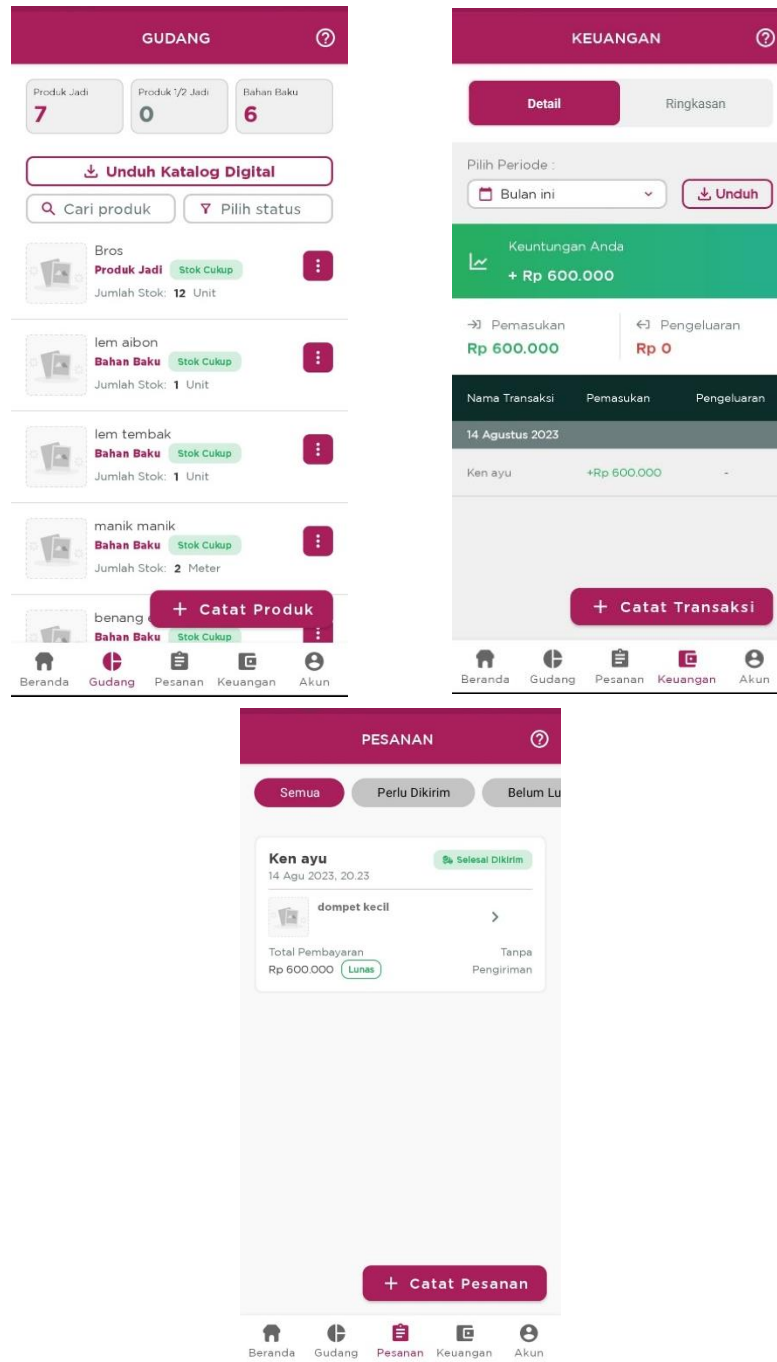 GUDANG
Produk Jadi
7
Produk 1/2 Jadi
0
Bahan Baku
6
Unduh Katalog Digital
Cari produk
Pilih status
Bros
Produk Jadi Stok Cukup
Jumlah Stok: 12 Unit
lem aibon
Bahan Baku Stok Cukup
Jumlah Stok: 1 Unit
lem tembak
Bahan Baku Stok Cukup
Jumlah Stok: 1 Unit
manik manik
Bahan Baku Stok Cukup
Jumlah Stok: 2 Meter
benang
Bahan Baku Stok Cukup
+ Catat Produk
Beranda Gudang Pesanan Keuangan Akun
KEUANGAN
Detail Ringkasan
Pilih Periode :
Bulan ini
Unduh
Keuntungan Anda
+ Rp 600.000
Pemasukan
Rp 600.000
Pengeluaran
Rp 0
Nama Transaksi Pemasukan Pengeluaran
14 Agustus 2023
Ken ayu +Rp 600.000 -
+ Catat Transaksi
Beranda Gudang Pesanan Keuangan Akun
PESANAN
Semua Perlu Dikirim Belum Lu
Ken ayu
Selesai Dikirim
14 Agu 2023, 20.23
dompet kecil
Total Pembayaran
Rp 600.000 Lunas
Tanpa
Pengiriman
+ Catat Pesanan
Beranda Gudang Pesanan Keuangan Akun